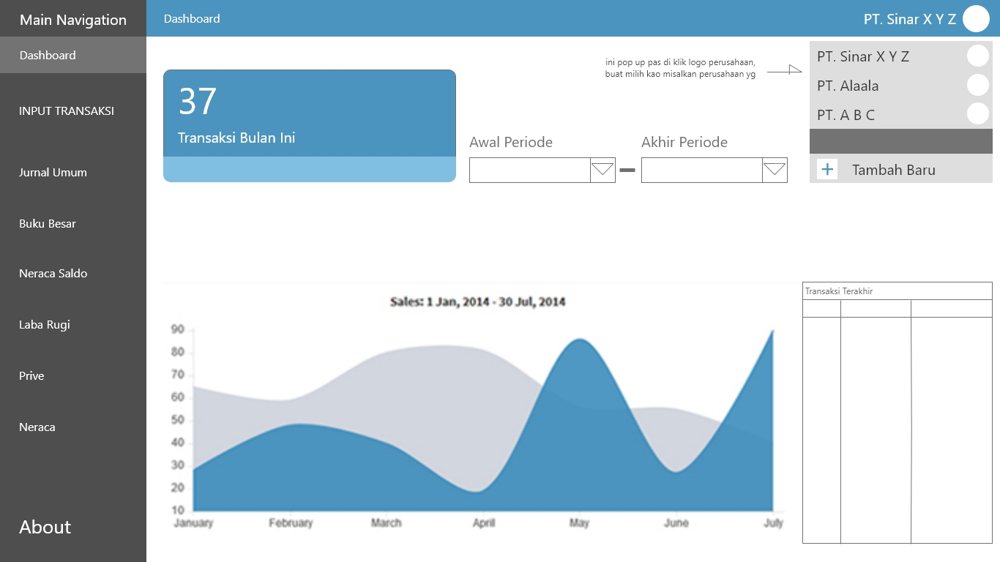 Main Navigation
Dashboard
INPUT TRANSAKSI
Jurnal Umum
Buku Besar
Neraca Saldo
Laba Rugi
Prive
Neraca
About
Dashboard
PT. Sinar X Y Z
37
Transaksi Bulan Ini
ini pop up pas di klik logo perusahaan,
buat milih kao misalkan perusahaan yg
Awal Periode
Akhir Periode
PT. Sinar X Y Z
PT. Alaala
PT. A B C
+ Tambah Baru
Sales: 1 Jan, 2014 - 30 Jul, 2014
90
80
70
60
50
40
30
20
10
January February March April May June July
Transaksi Terakhir